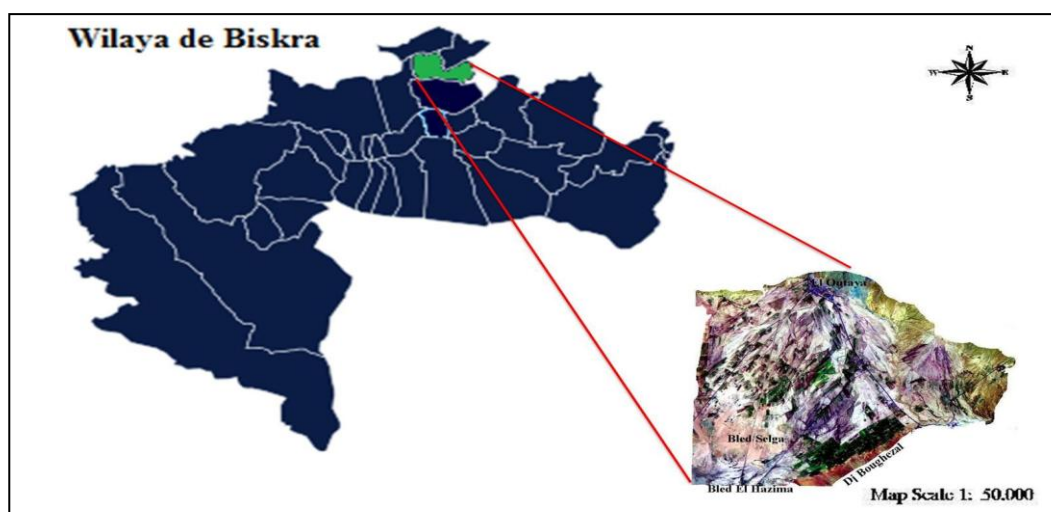 Wilaya de Biskra
N
W E
S
El Outaya
Bled Selga
Dj Boughezal
Bled El Hazima
Map Scale 1: 50.000